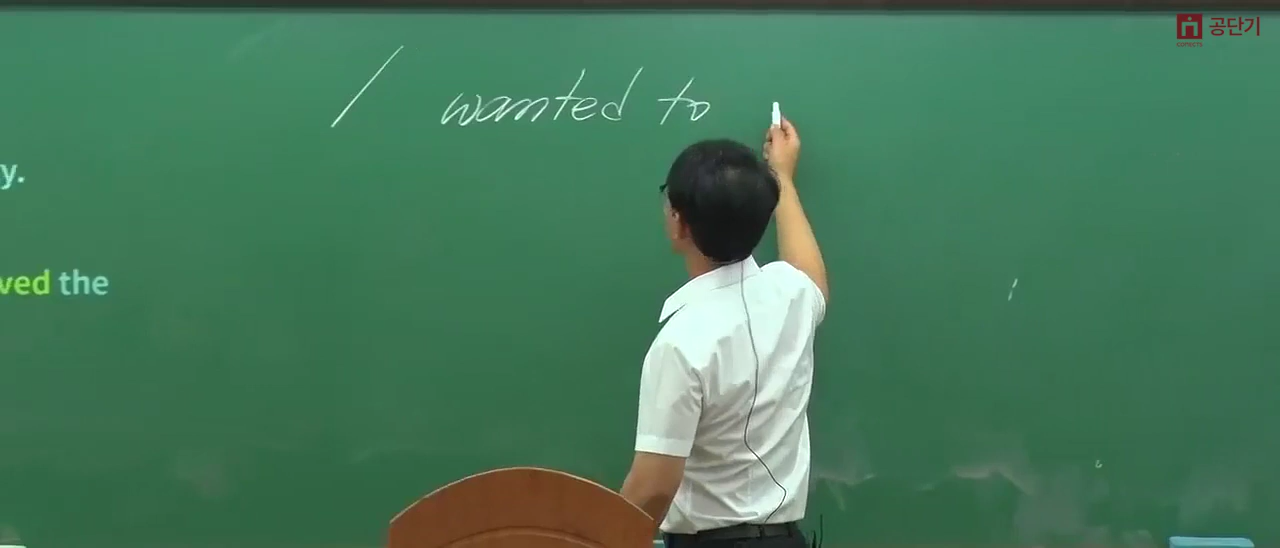 공단기
I wanted to
y.
ved the